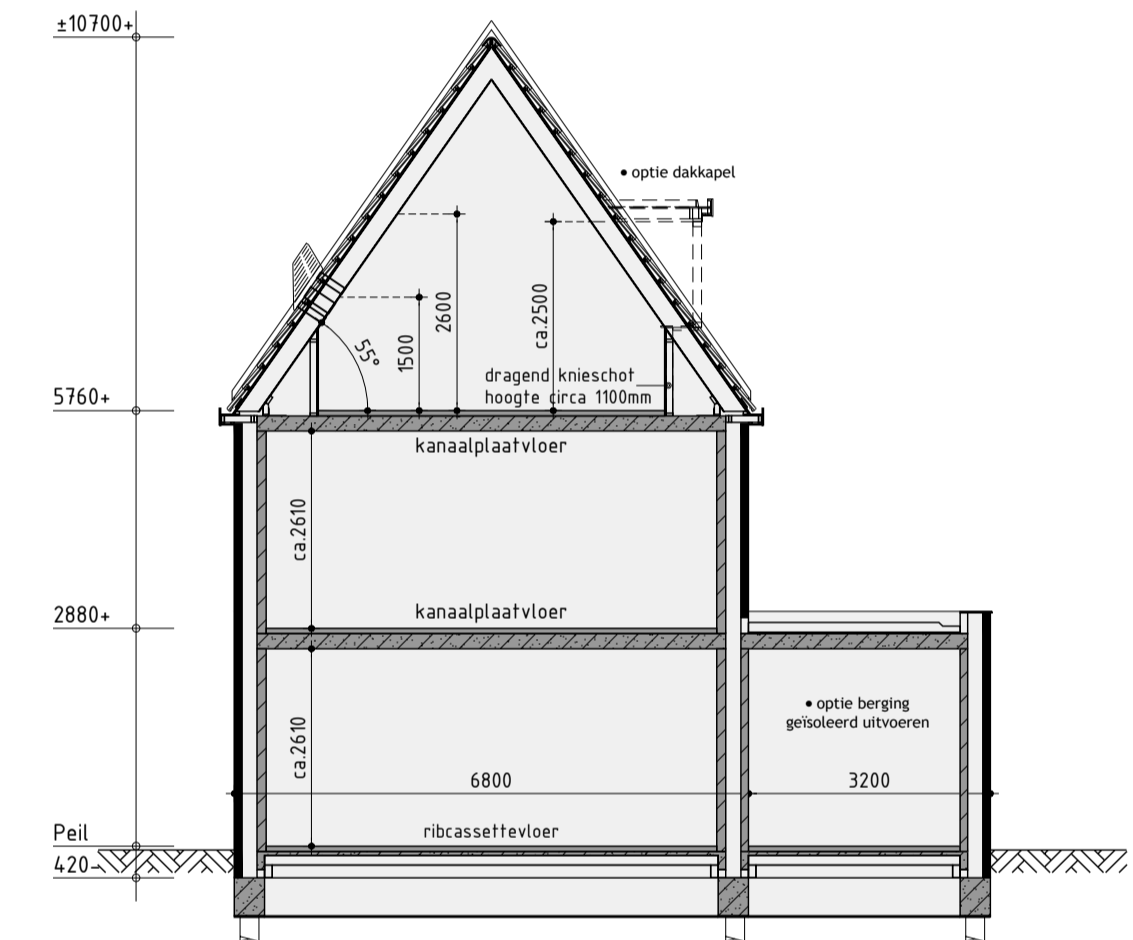 ±10700+
• optie dakkapel
2600
ca.2500
1500
55°
dragend knieschot
hoogte circa 1100mm
5760+
kanaalplaatvloer
ca.2610
kanaalplaatvloer
2880+
• optie berging
geïsoleerd uitvoeren
ca.2610
6800
3200
ribcassettevloer
Peil
420-